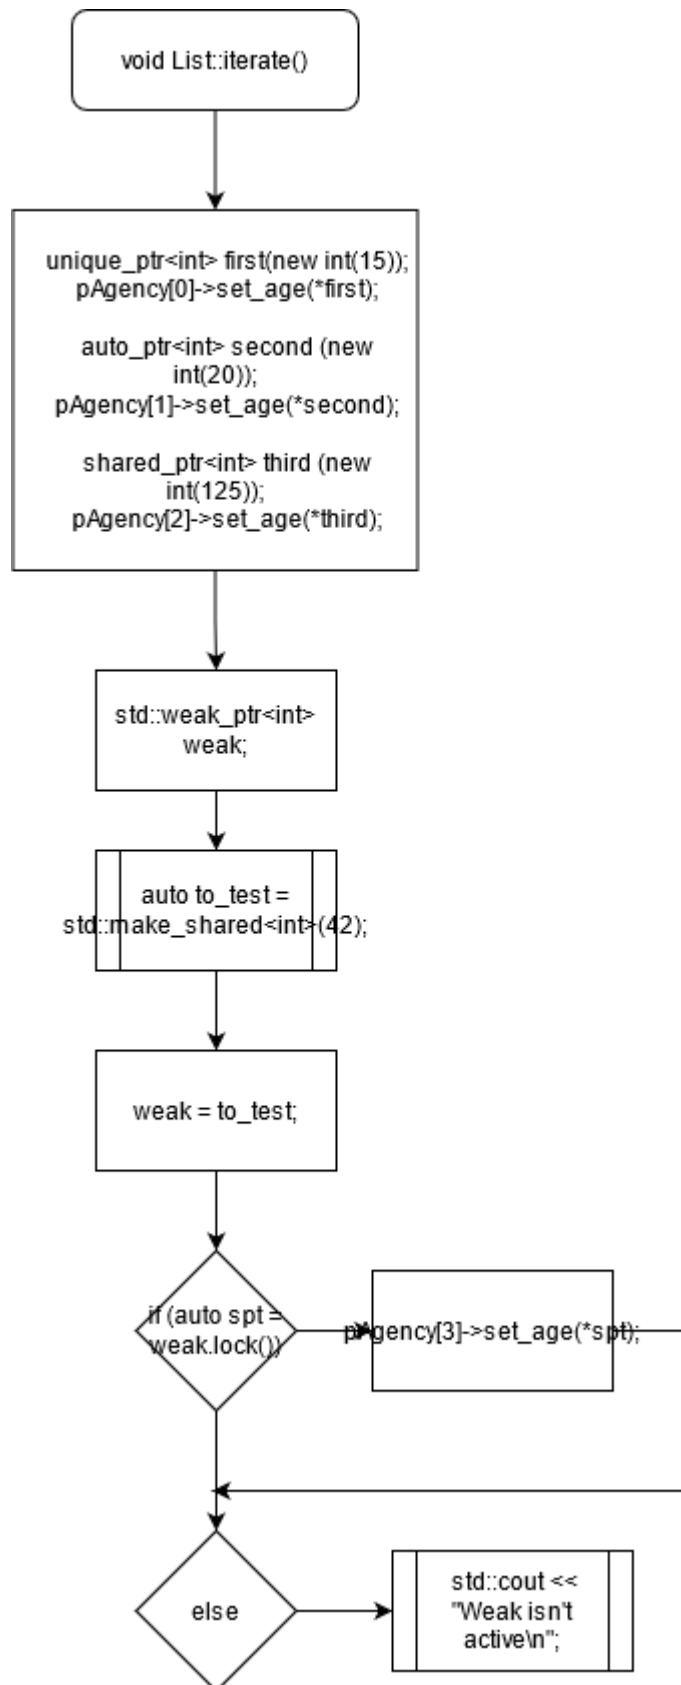 void List::iterate()
unique_ptr<int> first(new int(15));
pAgency[0]->set_age(*first);
auto_ptr<int> second (new
int(20));
pAgency[1]->set_age(*second);
shared_ptr<int> third (new
int(125));
pAgency[2]->set_age(*third);
std::weak_ptr<int>
weak;
auto to_test =
std::make_shared<int>(42);
weak = to_test;
if (auto spt =
weak.lock())
pAgency[3]->set_age(*spt);
else
std::cout <<
"Weak isn't
active\n";